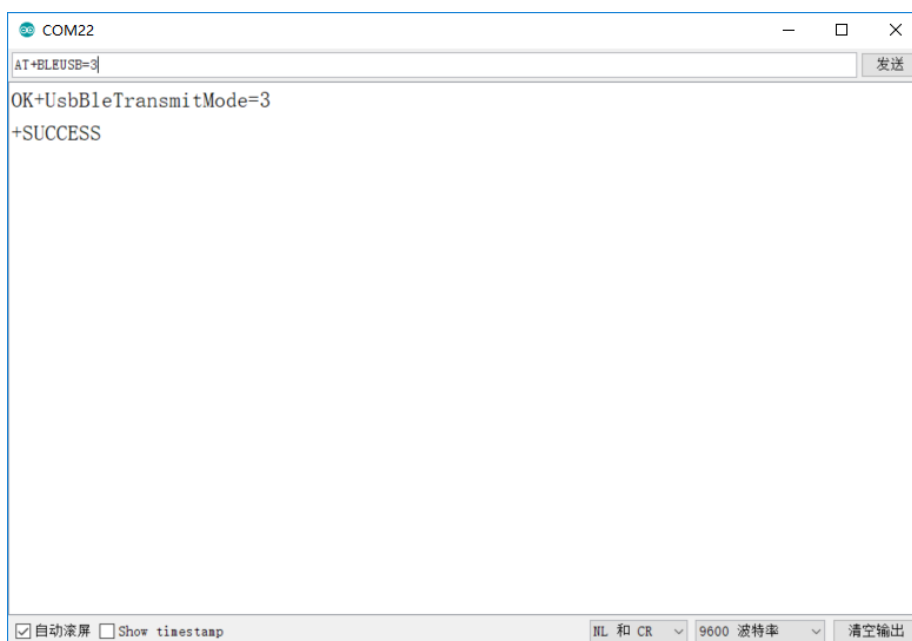 COM22
AT+BLEUSB=3
发送
OK+UsbBleTransmitMode=3
+SUCCESS
自动滚屏 Show timestamp NL 和 CR 9600 波特率 清空输出